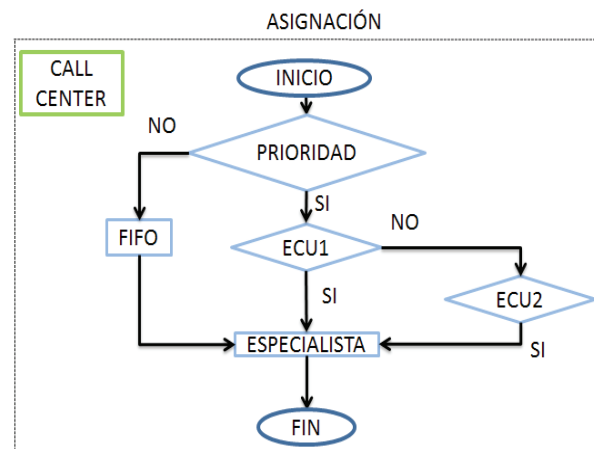 ASIGNACIÓN
CALL
CENTER
INICIO
NO
PRIORIDAD
SI
NO
FIFO
ECU1
SI
ECU2
ESPECIALISTA
SI
FIN